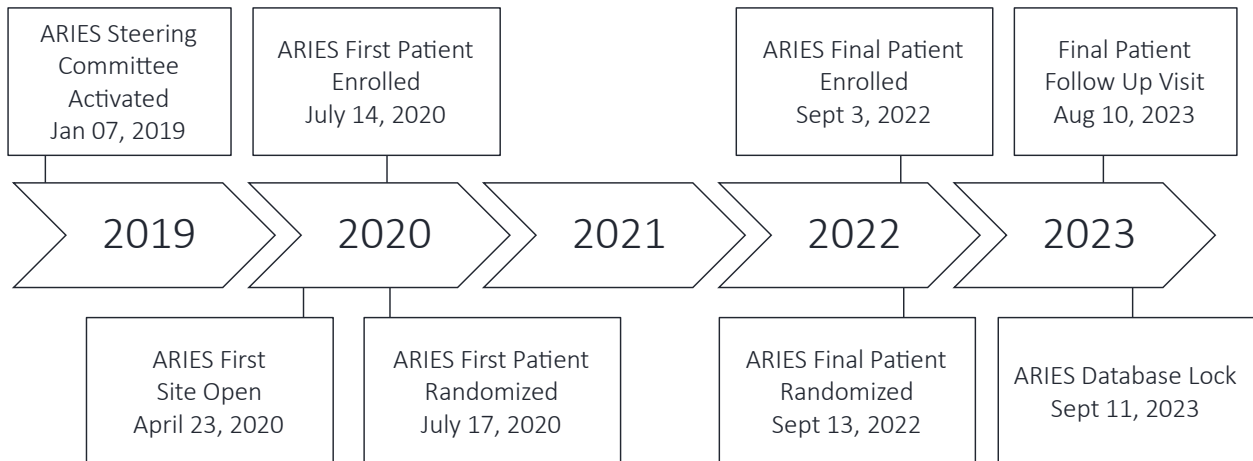 ARIES Steering
Committee
Activated
Jan 07, 2019
ARIES First Patient
Enrolled
July 14, 2020
ARIES Final Patient
Enrolled
Sept 3, 2022
Final Patient
Follow Up Visit
Aug 10, 2023
2019
2020
2021
2022
2023
ARIES First
Site Open
April 23, 2020
ARIES First Patient
Randomized
July 17, 2020
ARIES Final Patient
Randomized
Sept 13, 2022
ARIES Database Lock
Sept 11, 2023